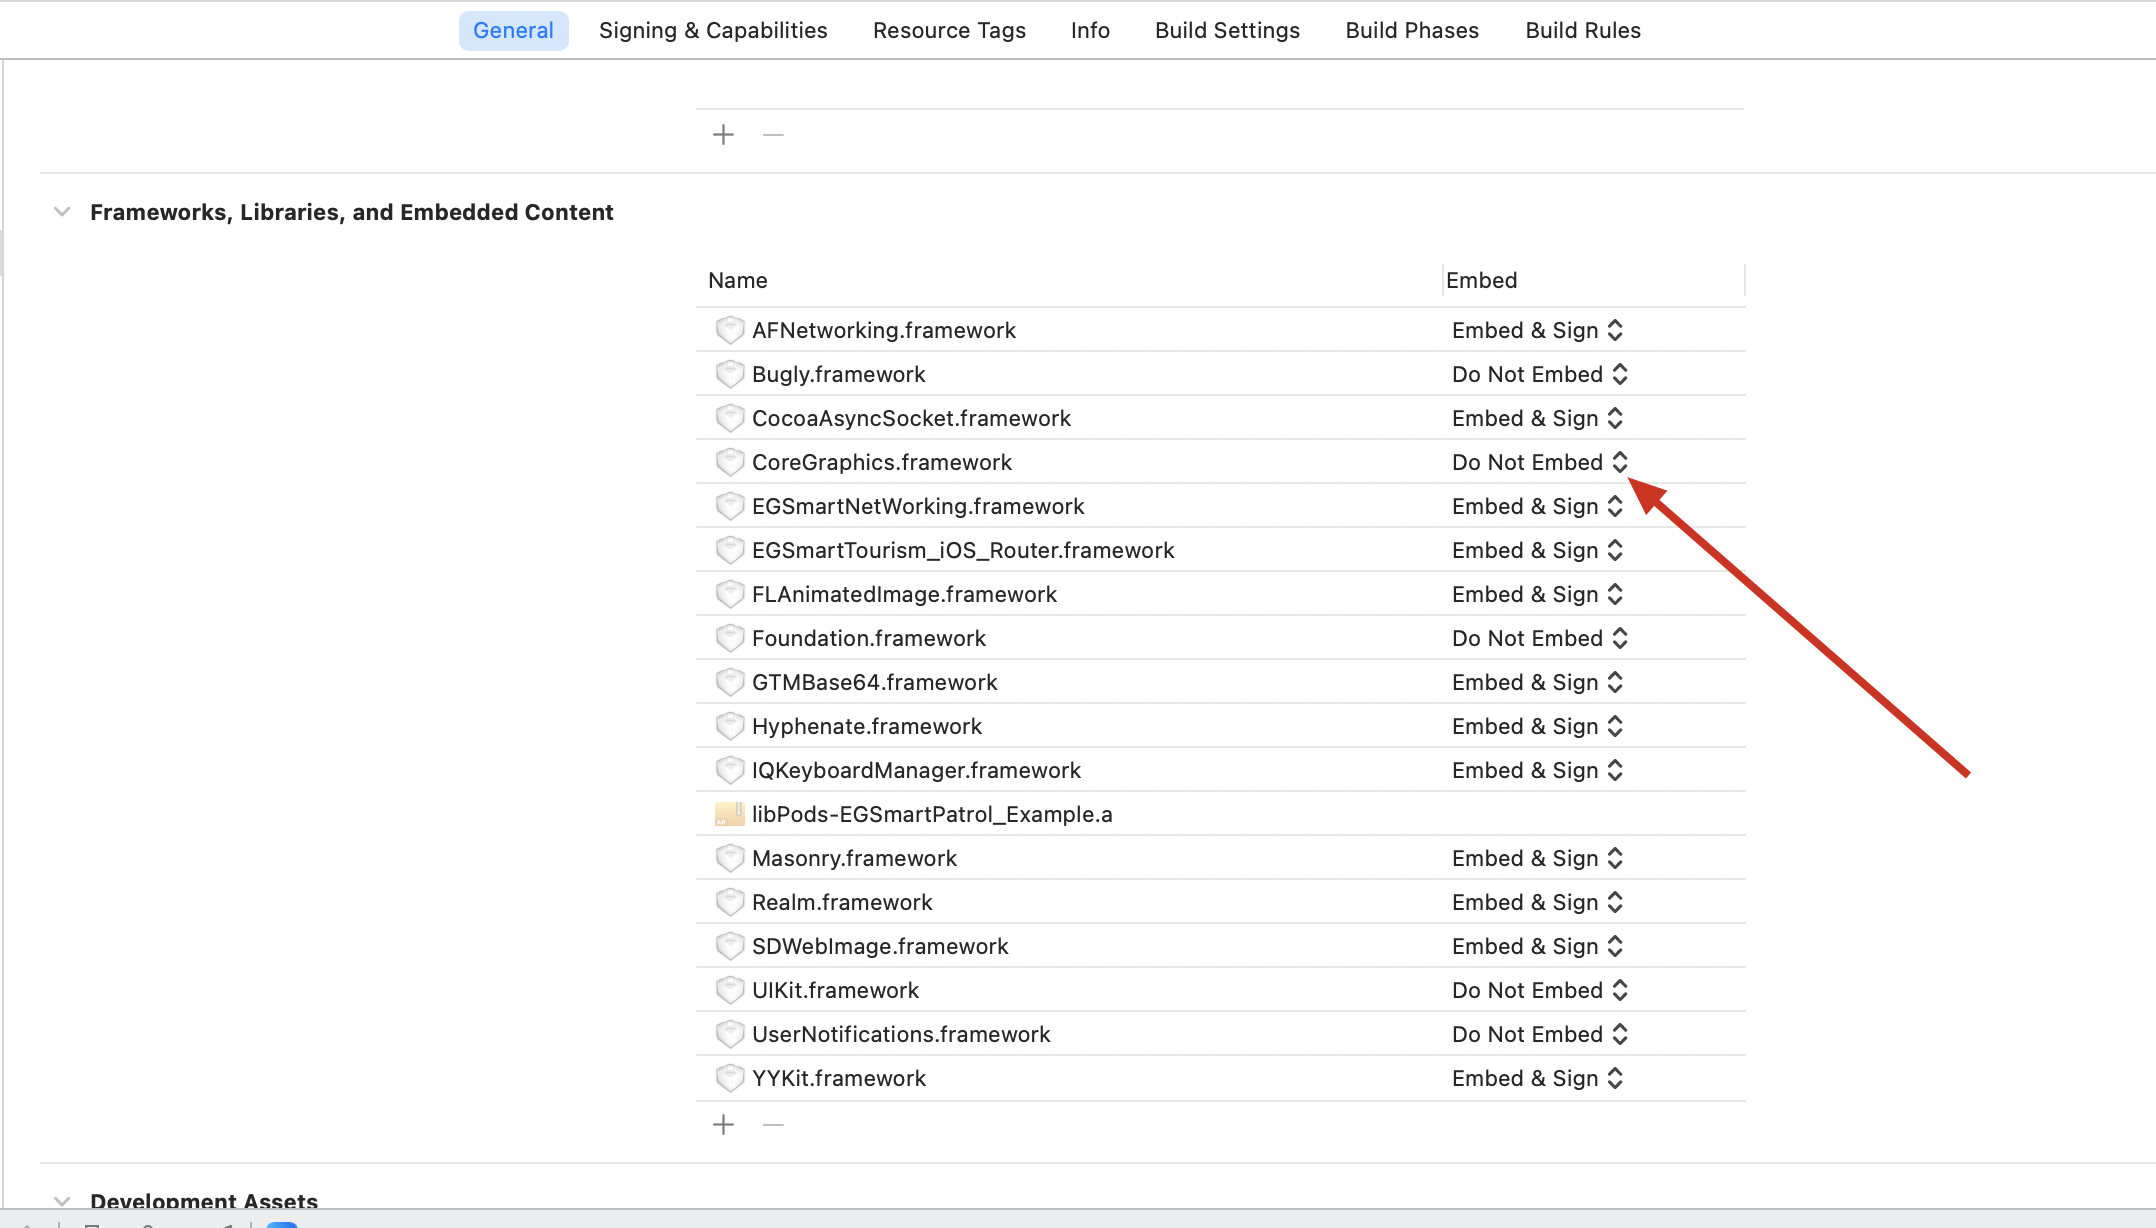 General Signing & Capabilities Resource Tags Info Build Settings Build Phases Build Rules
Frameworks, Libraries, and Embedded Content
Name Embed
AFNetworking.framework Embed & Sign
Bugly.framework Do Not Embed
CocoaAsyncSocket.framework Embed & Sign
CoreGraphics.framework Do Not Embed
EGSmartNetWorking.framework Embed & Sign
EGSmartTourism_iOS_Router.framework Embed & Sign
FLAnimatedImage.framework Embed & Sign
Foundation.framework Do Not Embed
GTMBase64.framework Embed & Sign
Hyphenate.framework Embed & Sign
IQKeyboardManager.framework Embed & Sign
libPods-EGSmartPatrol_Example.a
Masonry.framework Embed & Sign
Realm.framework Embed & Sign
SDWebImage.framework Embed & Sign
UIKit.framework Do Not Embed
UserNotifications.framework Do Not Embed
YYKit.framework Embed & Sign
Development Assets